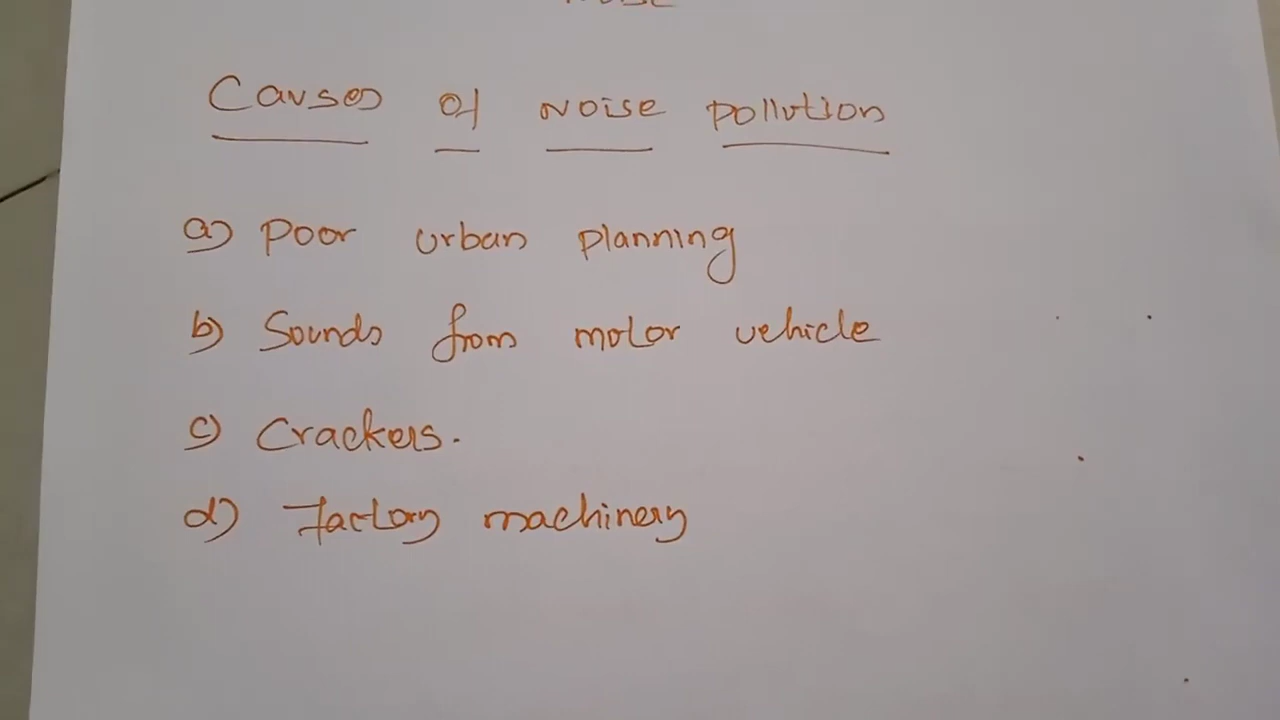 Causes of noise pollution
a) Poor urban planning
b) Sounds from motor vehicle
c) Crackers.
d) Factory machinery